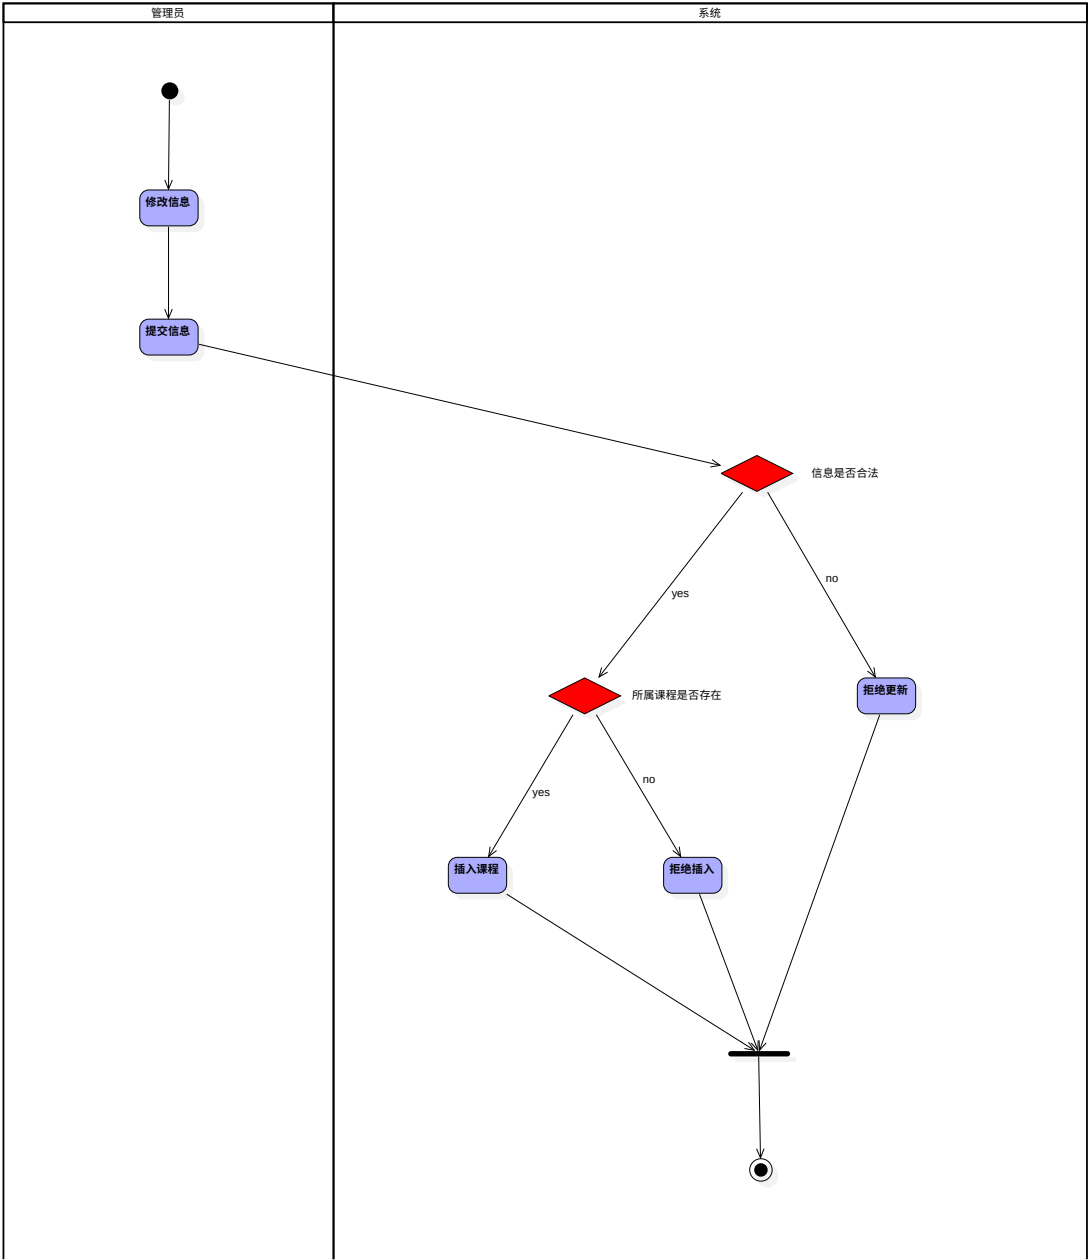 管理员
系统
修改信息
提交信息
信息是否合法
no
yes
拒绝更新
所属课程是否存在
no
yes
插入课程
拒绝插入